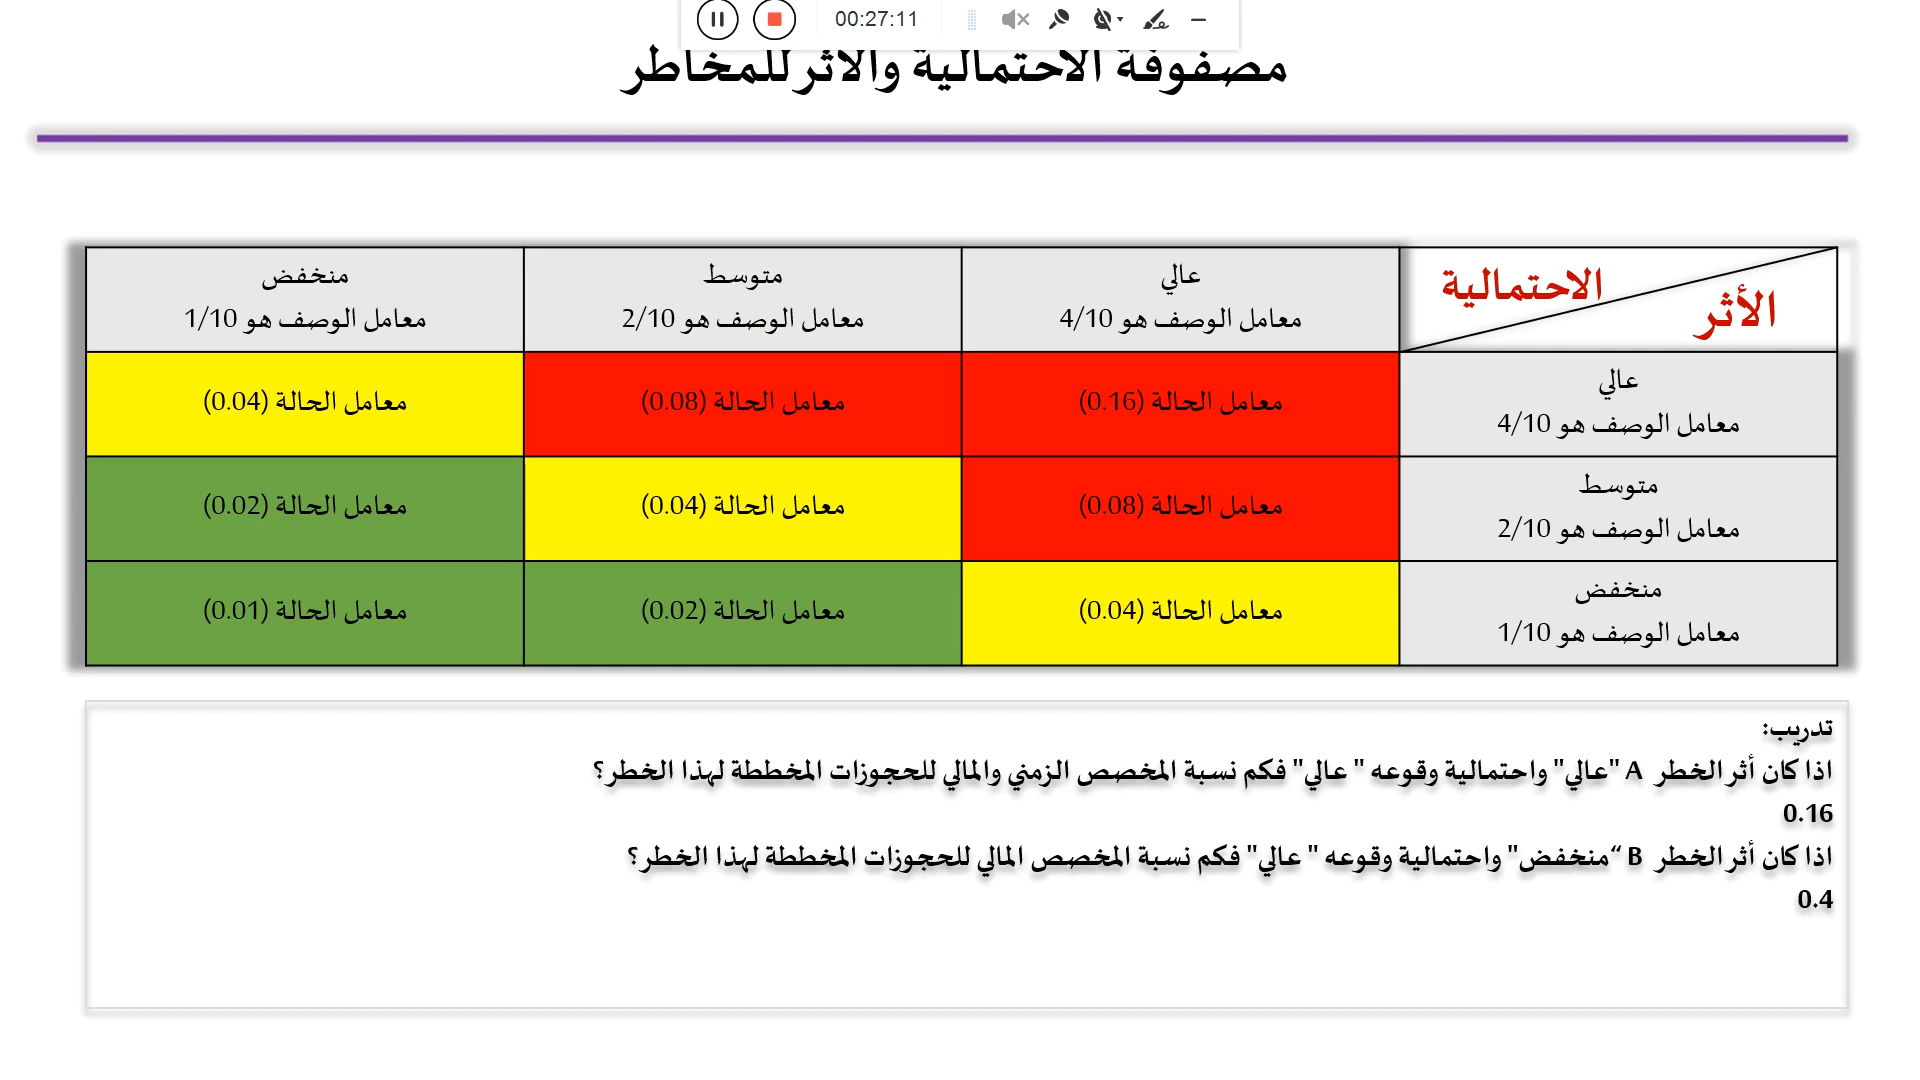 00:27:11
مصفوفة الاحتمالية والاثر للمخاطر
الاحتمالية
الأثر
عالي
معامل الوصف هو 4/10
متوسط
معامل الوصف هو 2/10
منخفض
معامل الوصف هو 1/10
عالي
معامل الوصف هو 4/10
معامل الحالة (0.16)
معامل الحالة (0.08)
معامل الحالة (0.04)
متوسط
معامل الوصف هو 2/10
معامل الحالة (0.08)
معامل الحالة (0.04)
معامل الحالة (0.02)
منخفض
معامل الوصف هو 1/10
معامل الحالة (0.04)
معامل الحالة (0.02)
معامل الحالة (0.01)
تدريب:
اذا كان أثر الخطر A "عالي" واحتمالية وقوعه " عالي" فكم نسبة المخصص الزمني والمالي للحجوزات المخططة لهذا الخطر؟
0.16
اذا كان أثر الخطر B “منخفض" واحتمالية وقوعه " عالي" فكم نسبة المخصص المالي للحجوزات المخططة لهذا الخطر؟
0.4